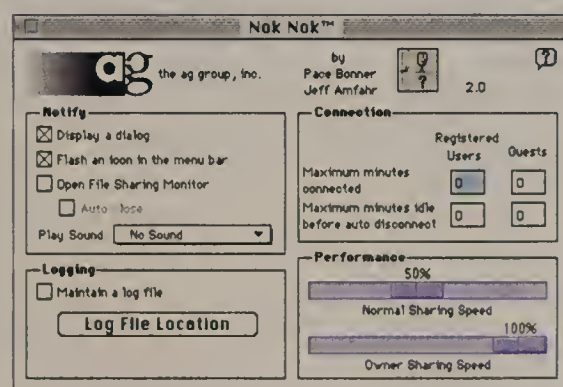 Nok Nok™
ag
the ag group, inc.
by
Pace Bonner
Jeff Amfahr
?
?
2.0
Notify
Display a dialog
Flash an icon in the menu bar
Open File Sharing Monitor
Play Sound No Sound
Logging
Maintain a log file
Log File Location
Connection
Registered
Users
Guests
Maximum minutes
connected
0 0
Maximum minutes idle
before auto disconnect
0 0
Performance
50%
Normal Sharing Speed
100%
Owner Sharing Speed